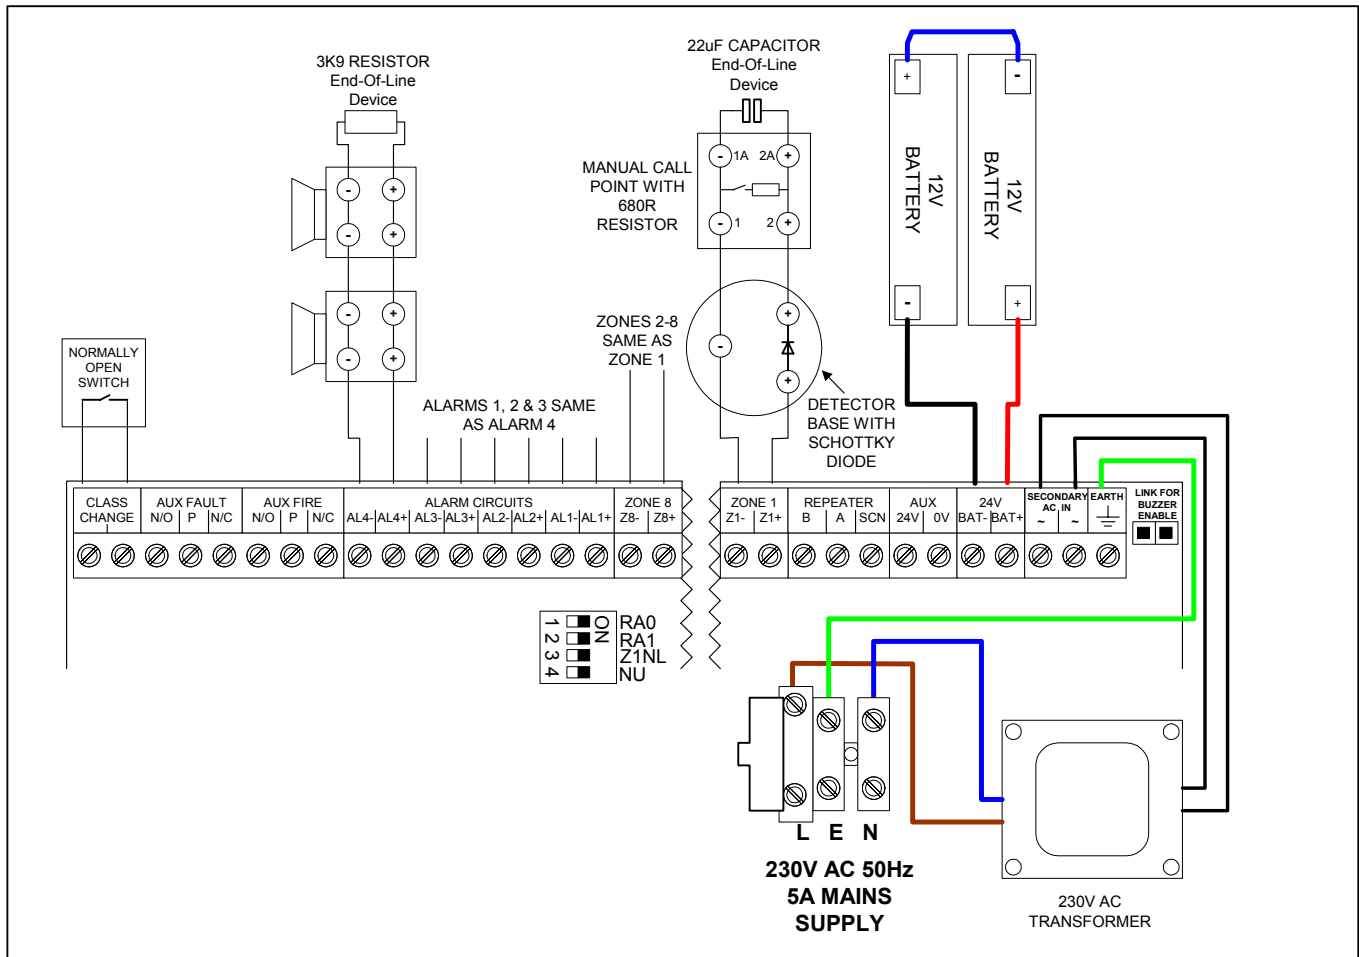 3K9 RESISTOR
End-Of-Line
Device
22uF CAPACITOR
End-Of-Line
Device
MANUAL CALL
POINT WITH
680R
RESISTOR
- 1A 2A +
- 1 2 +
+ -
12V
BATTERY
12V
BATTERY
- +
- +
- +
- +
- +
NORMALLY
OPEN
SWITCH
ZONES 2-8
SAME AS
ZONE 1
+
-
+
DETECTOR
BASE WITH
SCHOTTKY
DIODE
ALARMS 1, 2 & 3 SAME
AS ALARM 4
CLASS
CHANGE
AUX FAULT
N/O P N/C
AUX FIRE
N/O P N/C
ALARM CIRCUITS
AL4- AL4+ AL3- AL3+ AL2- AL2+ AL1- AL1+
ZONE 8
Z8- Z8+
ZONE 1
Z1- Z1+
REPEATER
B A SCN
AUX
24V 0V
24V
BAT- BAT+
SECONDARY
AC IN
~ ~
EARTH
LINK FOR
BUZZER
ENABLE
ON
1 RA0
2 RA1
3 Z1NL
4 NU
L E N
230V AC 50Hz
5A MAINS
SUPPLY
230V AC
TRANSFORMER